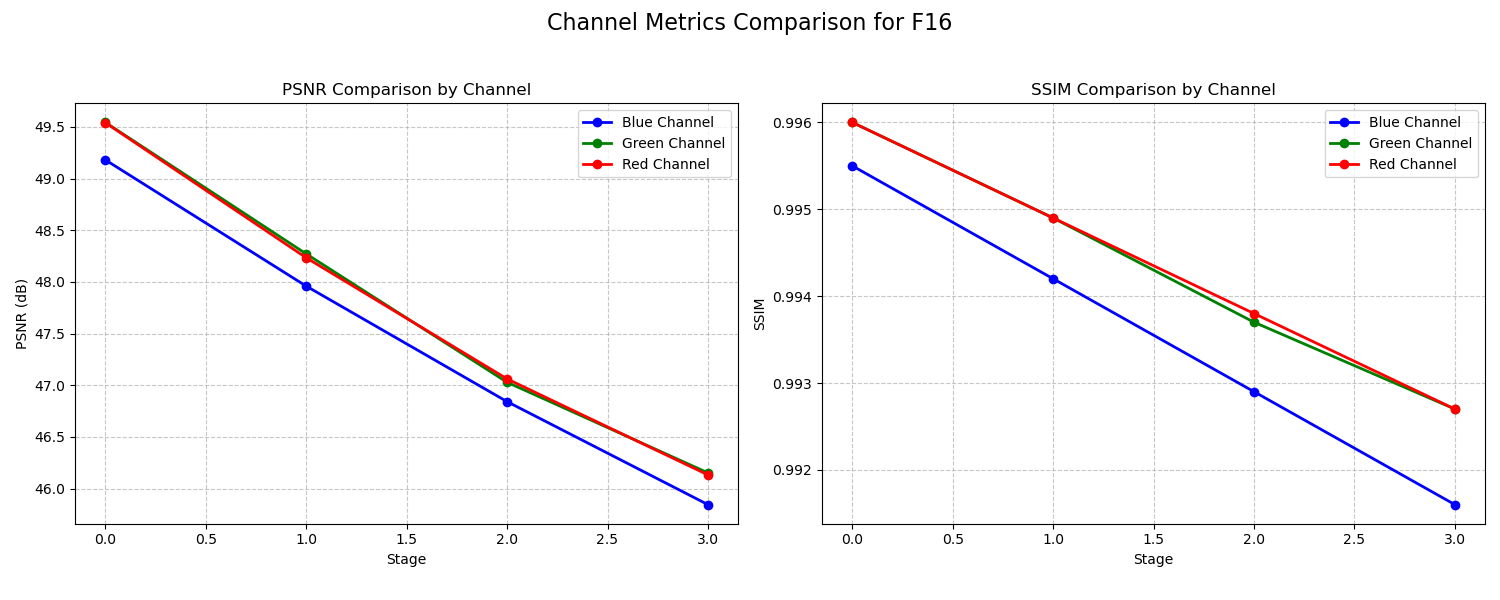 Channel Metrics Comparison for F16
PSNR Comparison by Channel
49.5
49.0
48.5
48.0
47.5
47.0
46.5
46.0
PSNR (dB)
0.0 0.5 1.0 1.5 2.0 2.5 3.0
Stage
Blue Channel
Green Channel
Red Channel
SSIM Comparison by Channel
0.996
0.995
0.994
0.993
0.992
SSIM
0.0 0.5 1.0 1.5 2.0 2.5 3.0
Stage
Blue Channel
Green Channel
Red Channel